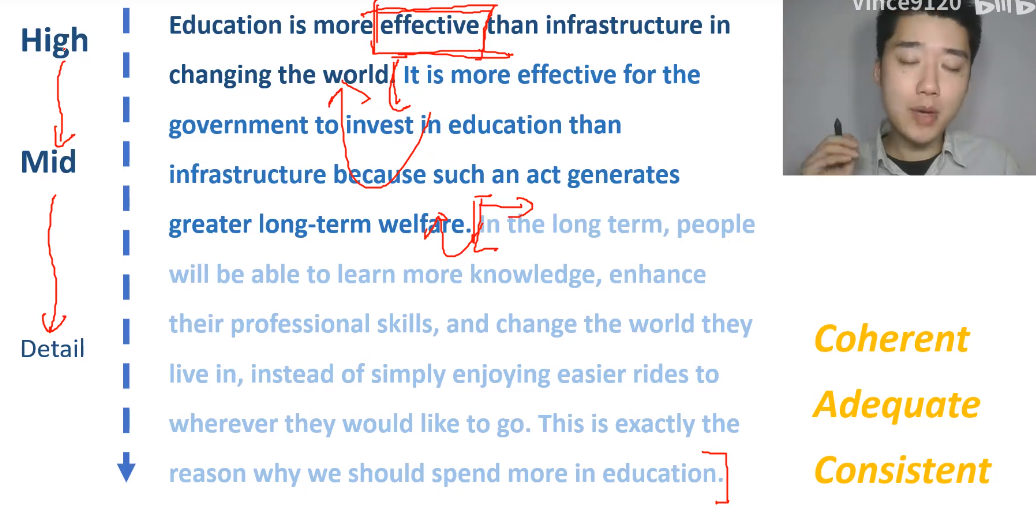 vince9120 bilibili
High
Education is more effective than infrastructure in
changing the world. It is more effective for the
government to invest in education than
Mid
infrastructure because such an act generates
greater long-term welfare. In the long term, people
will be able to learn more knowledge, enhance
their professional skills, and change the world they
Detail
live in, instead of simply enjoying easier rides to
wherever they would like to go. This is exactly the
reason why we should spend more in education.
Coherent
Adequate
Consistent